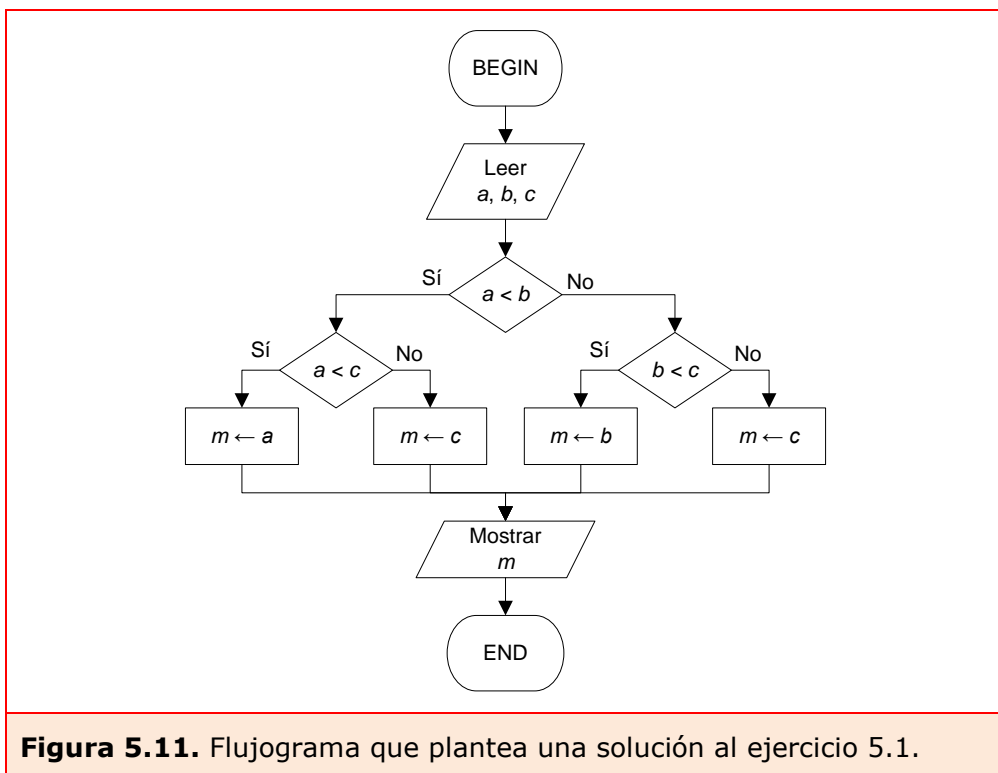 BEGIN
Leer
a, b, c
Sí
a < b
No
Sí
a < c
No
Sí
b < c
No
m ← a
m ← c
m ← b
m ← c
Mostrar
m
END
Figura 5.11. Flujograma que plantea una solución al ejercicio 5.1.